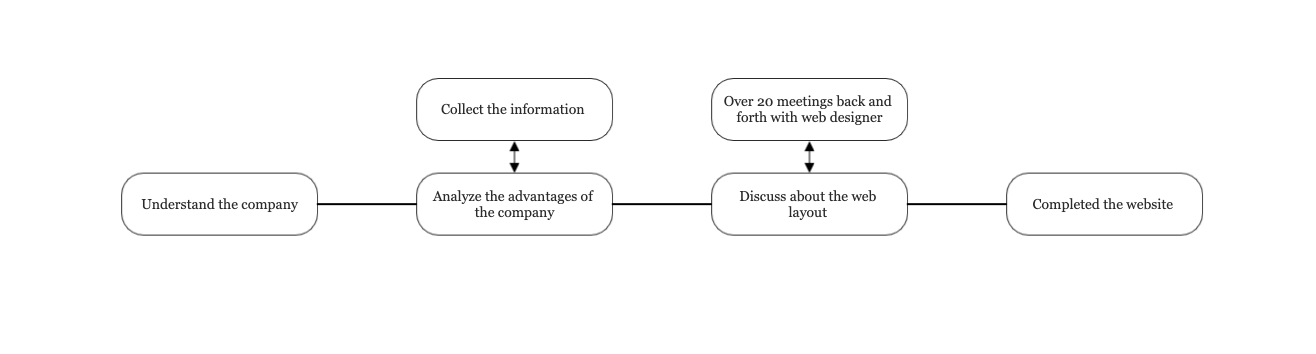 Collect the information
Over 20 meetings back and
forth with web designer
Understand the company
Analyze the advantages of
the company
Discuss about the web
layout
Completed the website